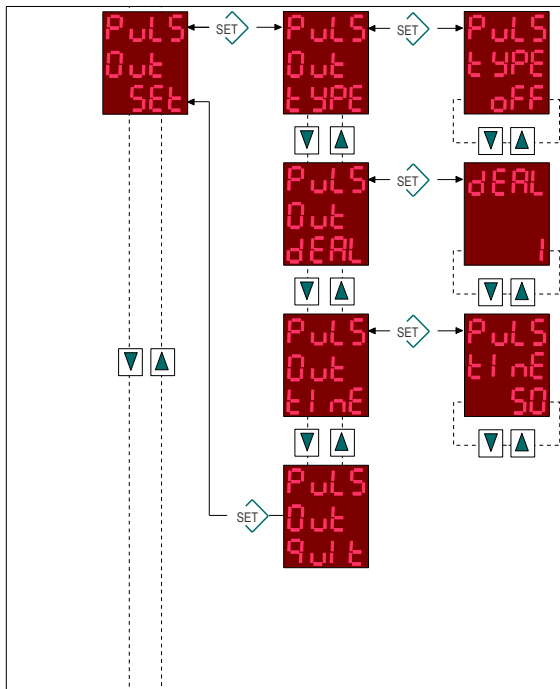 PuLS
Out
SEt
SET
PuLS
Out
tYPE
SET
PuLS
tYPE
oFF
PuLS
Out
dEAL
SET
dEAL
1
PuLS
Out
tInE
SET
PuLS
tInE
50
SET
PuLS
Out
quit